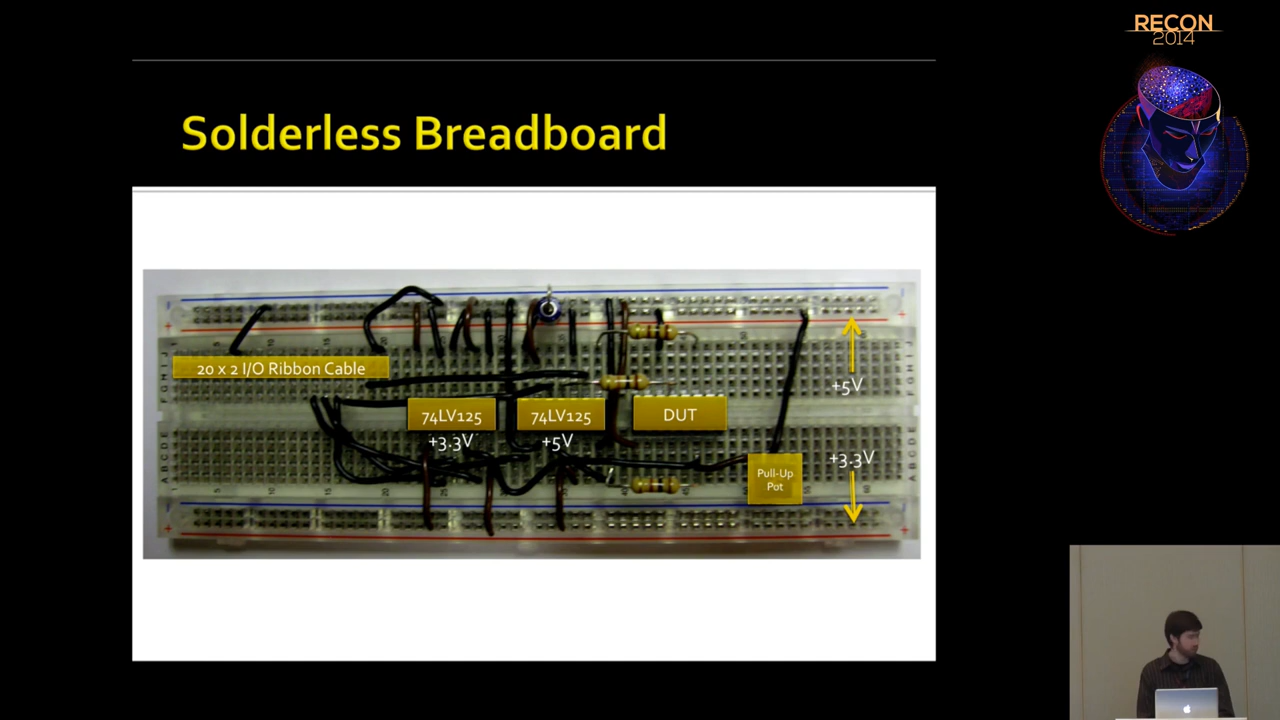 RECON
2014
Solderless Breadboard
20 x 2 I/O Ribbon Cable
+5V
74LV125
74LV125
DUT
+3.3V
+5V
+3.3V
Pull-Up
Pot